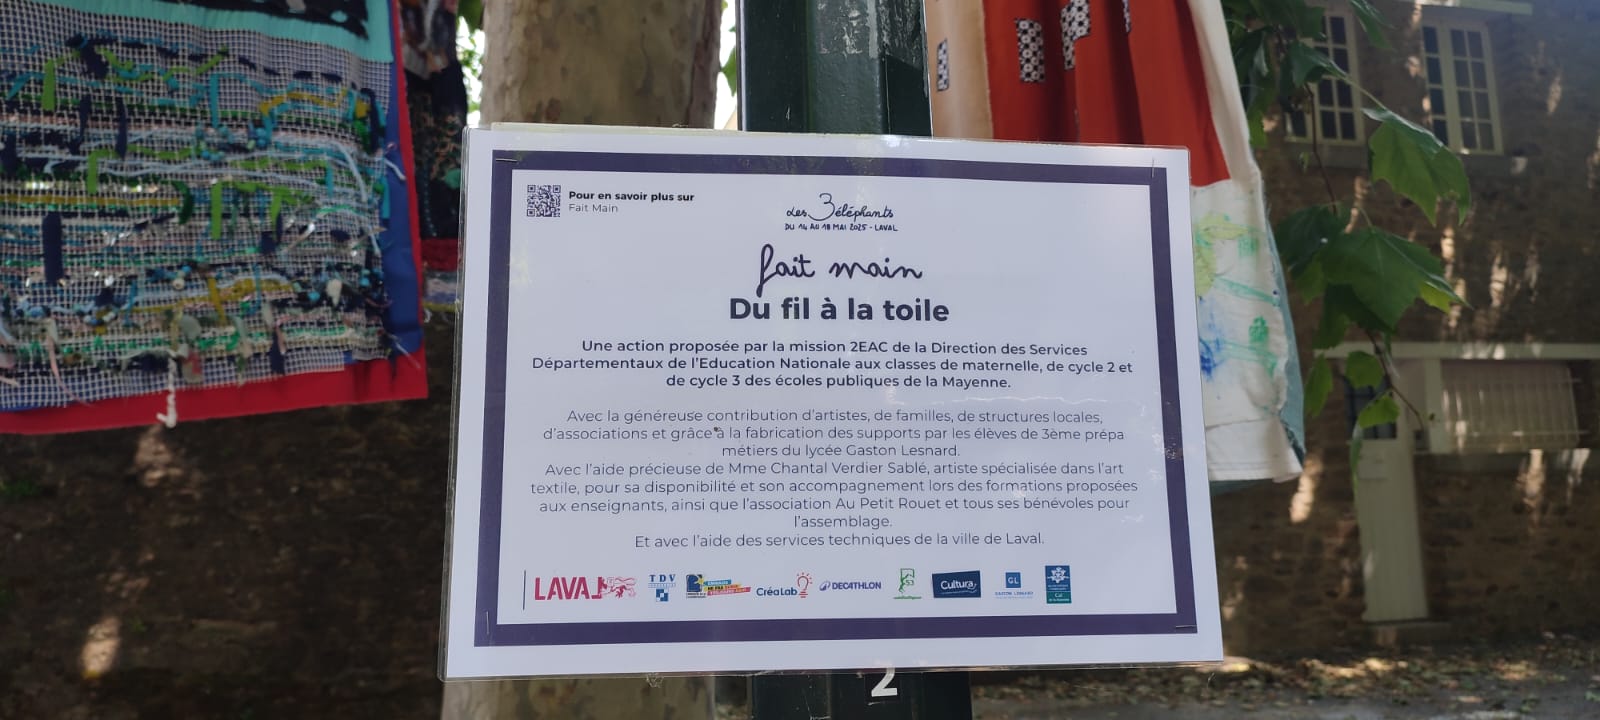 Pour en savoir plus sur
Fait Main
Les 3 éléphants
DU 14 AU 18 MAI 2025 - LAVAL
fait main
Du fil à la toile
Une action proposée par la mission 2EAC de la Direction des Services
Départementaux de l'Education Nationale aux classes de maternelle, de cycle 2 et
de cycle 3 des écoles publiques de la Mayenne.
Avec la généreuse contribution d'artistes, de familles, de structures locales,
d'associations et grâce à la fabrication des supports par les élèves de 3ème prépa
métiers du lycée Gaston Lesnard.
Avec l'aide précieuse de Mme Chantal Verdier Sablé, artiste spécialisée dans l'art
textile, pour sa disponibilité et son accompagnement lors des formations proposées
aux enseignants, ainsi que l'association Au Petit Rouet et tous ses bénévoles pour
l'assemblage.
Et avec l'aide des services techniques de la ville de Laval.
LAVAL TDV CréaLab DECATHLON 53 Cultura GL
GASTON LESNARD
2